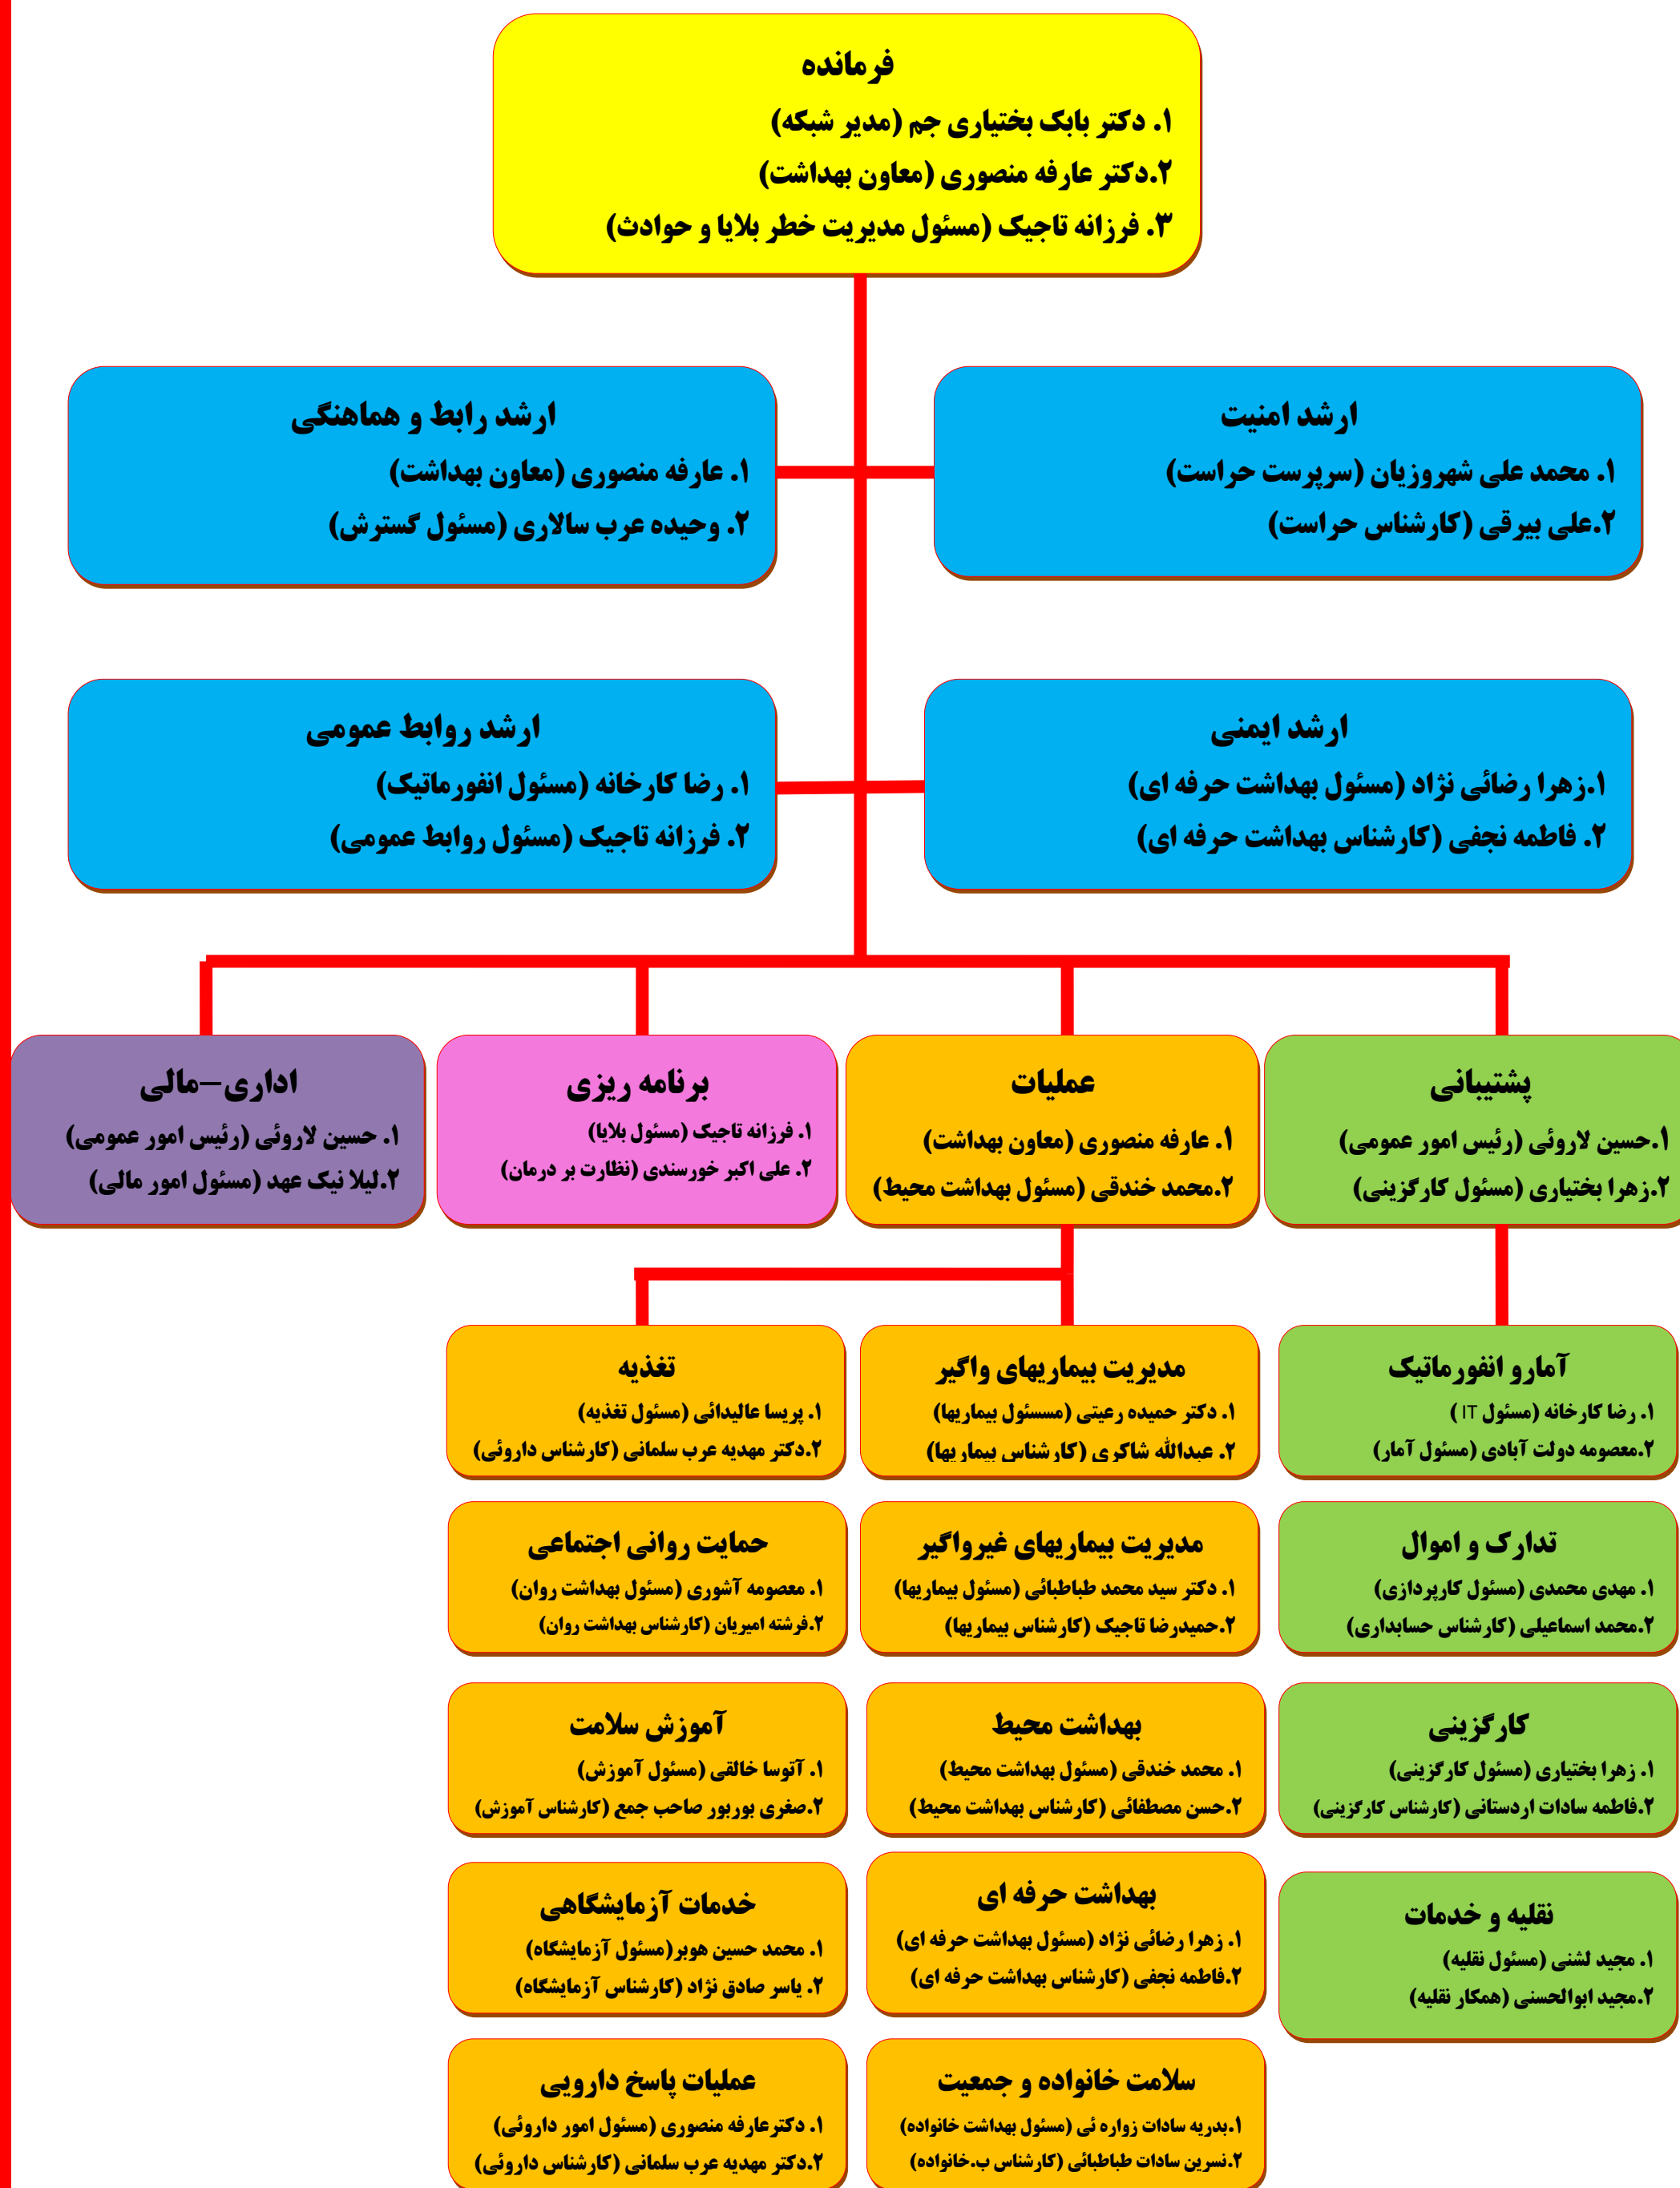 فرمانده
۱. دکتر بابک بختیاری جم (مدیر شبکه)
۲.دکتر عارفه منصوری (معاون بهداشت)
۳. فرزانه تاجیک (مسئول مدیریت خطر بلایا و حوادث)
ارشد امنیت
۱. محمد علی شهروزیان (سرپرست حراست)
۲.علی بیرقی (کارشناس حراست)
ارشد رابط و هماهنگی
۱. عارفه منصوری (معاون بهداشت)
۲. وحیده عرب سالاری (مسئول گسترش)
ارشد ایمنی
۱.زهرا رضائی نژاد (مسئول بهداشت حرفه ای)
۲. فاطمه نجفی (کارشناس بهداشت حرفه ای)
ارشد روابط عمومی
۱. رضا کارخانه (مسئول انفورماتیک)
۲. فرزانه تاجیک (مسئول روابط عمومی)
پشتیبانی
۱.حسین لاروئی (رئیس امور عمومی)
۲.زهرا بختیاری (مسئول کارگزینی)
عملیات
۱. عارفه منصوری (معاون بهداشت)
۲.محمد خندقی (مسئول بهداشت محیط)
برنامه ریزی
۱. فرزانه تاجیک (مسئول بلایا)
۲. علی اکبر خورسندی (نظارت بر درمان)
اداری–مالی
۱. حسین لاروئی (رئیس امور عمومی)
۲.لیلا نیک عهد (مسئول امور مالی)
آمارو انفورماتیک
۱. رضا کارخانه (مسئول IT )
۲.معصومه دولت آبادی (مسئول آمار)
مدیریت بیماریهای واگیر
۱. دکتر حمیده رعیتی (مسسئول بیماریها)
۲. عبدالله شاکری (کارشناس بیماریها)
تغذیه
۱. پریسا عالیدائی (مسئول تغذیه)
۲.دکتر مهدیه عرب سلمانی (کارشناس داروئی)
تدارک و اموال
۱. مهدی محمدی (مسئول کارپردازی)
۲.محمد اسماعیلی (کارشناس حسابداری)
مدیریت بیماریهای غیرواگیر
۱. دکتر سید محمد طباطبائی (مسئول بیماریها)
۲.حمیدرضا تاجیک (کارشناس بیماریها)
حمایت روانی اجتماعی
۱. معصومه آشوری (مسئول بهداشت روان)
۲.فرشته امیریان (کارشناس بهداشت روان)
کارگزینی
۱. زهرا بختیاری (مسئول کارگزینی)
۲.فاطمه سادات اردستانی (کارشناس کارگزینی)
بهداشت محیط
۱. محمد خندقی (مسئول بهداشت محیط)
۲.حسن مصطفائی (کارشناس بهداشت محیط)
آموزش سلامت
۱. آتوسا خالقی (مسئول آموزش)
۲.صغری بوربور صاحب جمع (کارشناس آموزش)
نقلیه و خدمات
۱. مجید لشنی (مسئول نقلیه)
۲.مجید ابوالحسنی (همکار نقلیه)
بهداشت حرفه ای
۱. زهرا رضائی نژاد (مسئول بهداشت حرفه ای)
۲.فاطمه نجفی (کارشناس بهداشت حرفه ای)
خدمات آزمایشگاهی
۱. محمد حسین هوبر(مسئول آزمایشگاه)
۲. یاسر صادق نژاد (کارشناس آزمایشگاه)
سلامت خانواده و جمعیت
۱.بدریه سادات زواره ئی (مسئول بهداشت خانواده)
۲.نسرین سادات طباطبائی (کارشناس ب.خانواده)
عملیات پاسخ دارویی
۱. دکترعارفه منصوری (مسئول امور داروئی)
۲.دکتر مهدیه عرب سلمانی (کارشناس داروئی)